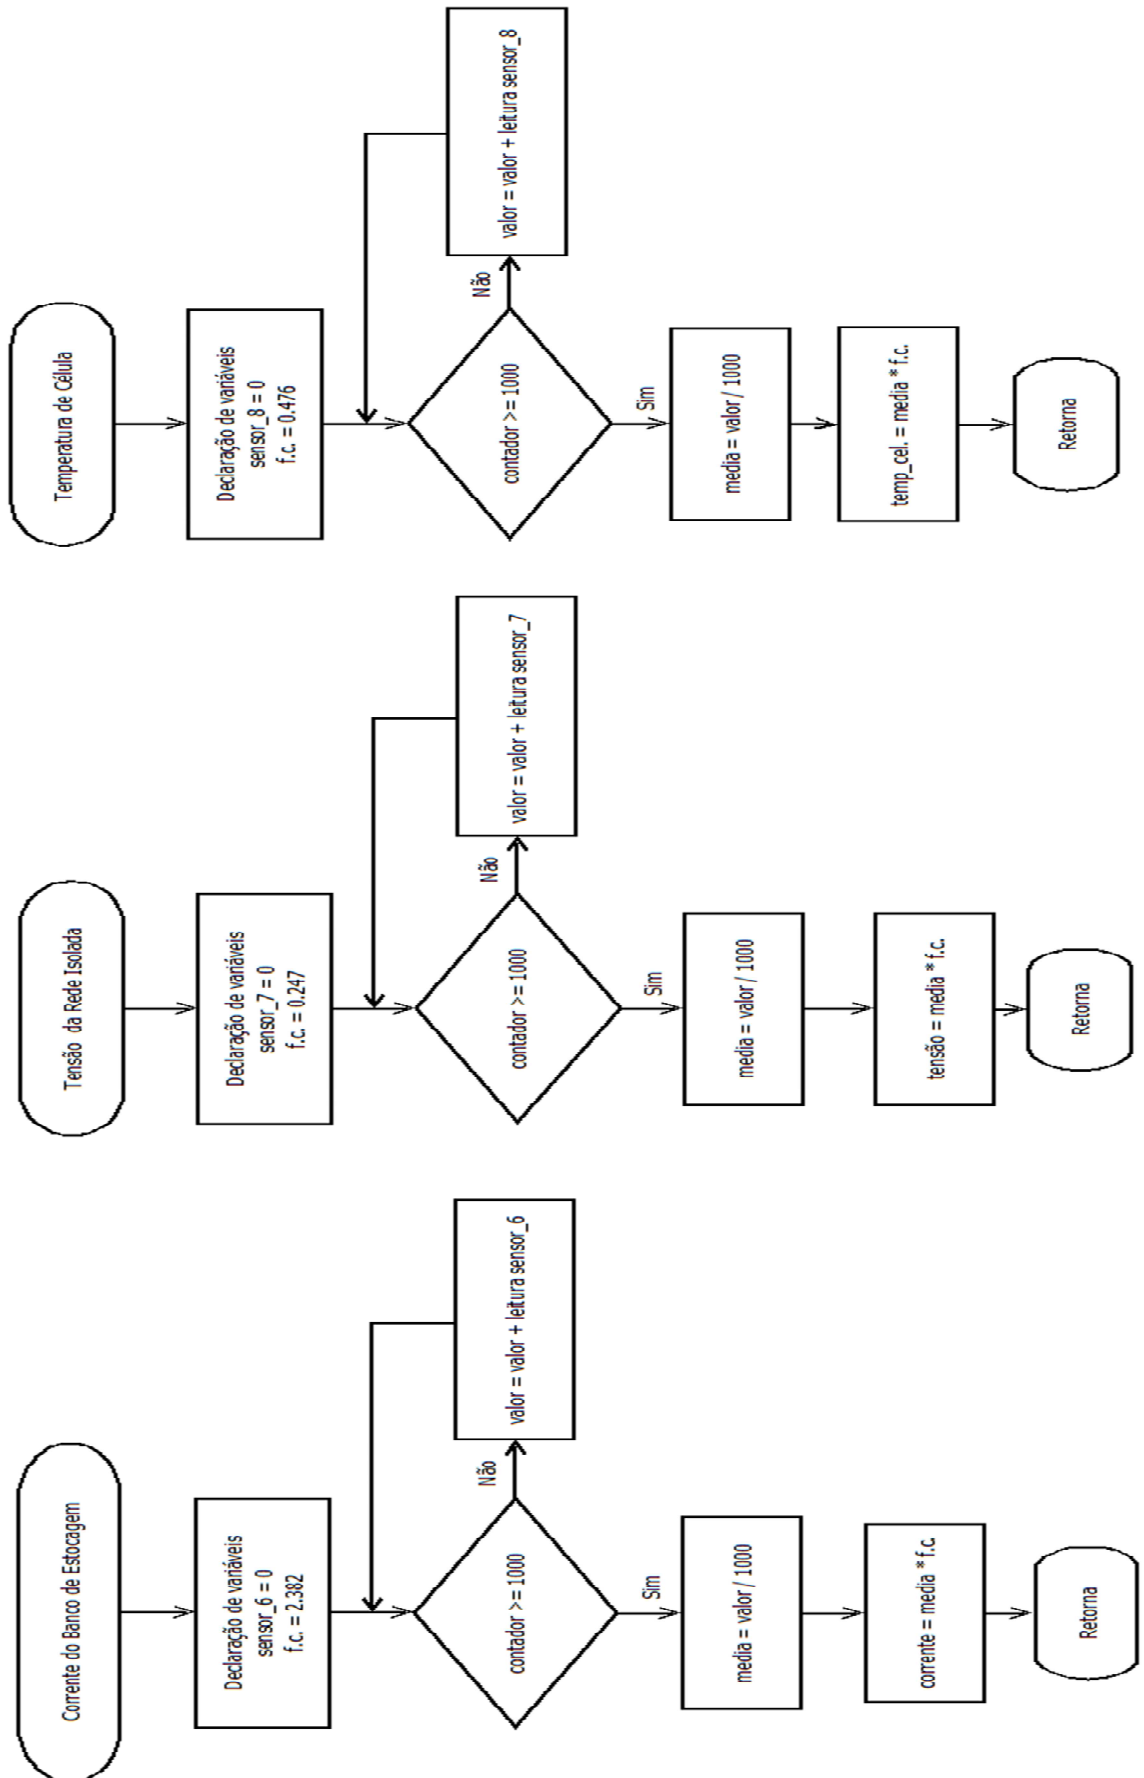 Corrente do Banco de Estocagem
Declaração de variáveis
sensor_6 = 0
f.c. = 2.382
contador >= 1000
Não
valor = valor + leitura sensor_6
Sim
media = valor / 1000
corrente = media * f.c.
Retorna
Tensão da Rede Isolada
Declaração de variáveis
sensor_7 = 0
f.c. = 0.247
contador >= 1000
Não
valor = valor + leitura sensor_7
Sim
media = valor / 1000
tensão = media * f.c.
Retorna
Temperatura de Célula
Declaração de variáveis
sensor_8 = 0
f.c. = 0.476
contador >= 1000
Não
valor = valor + leitura sensor_8
Sim
media = valor / 1000
temp_cel. = media * f.c.
Retorna